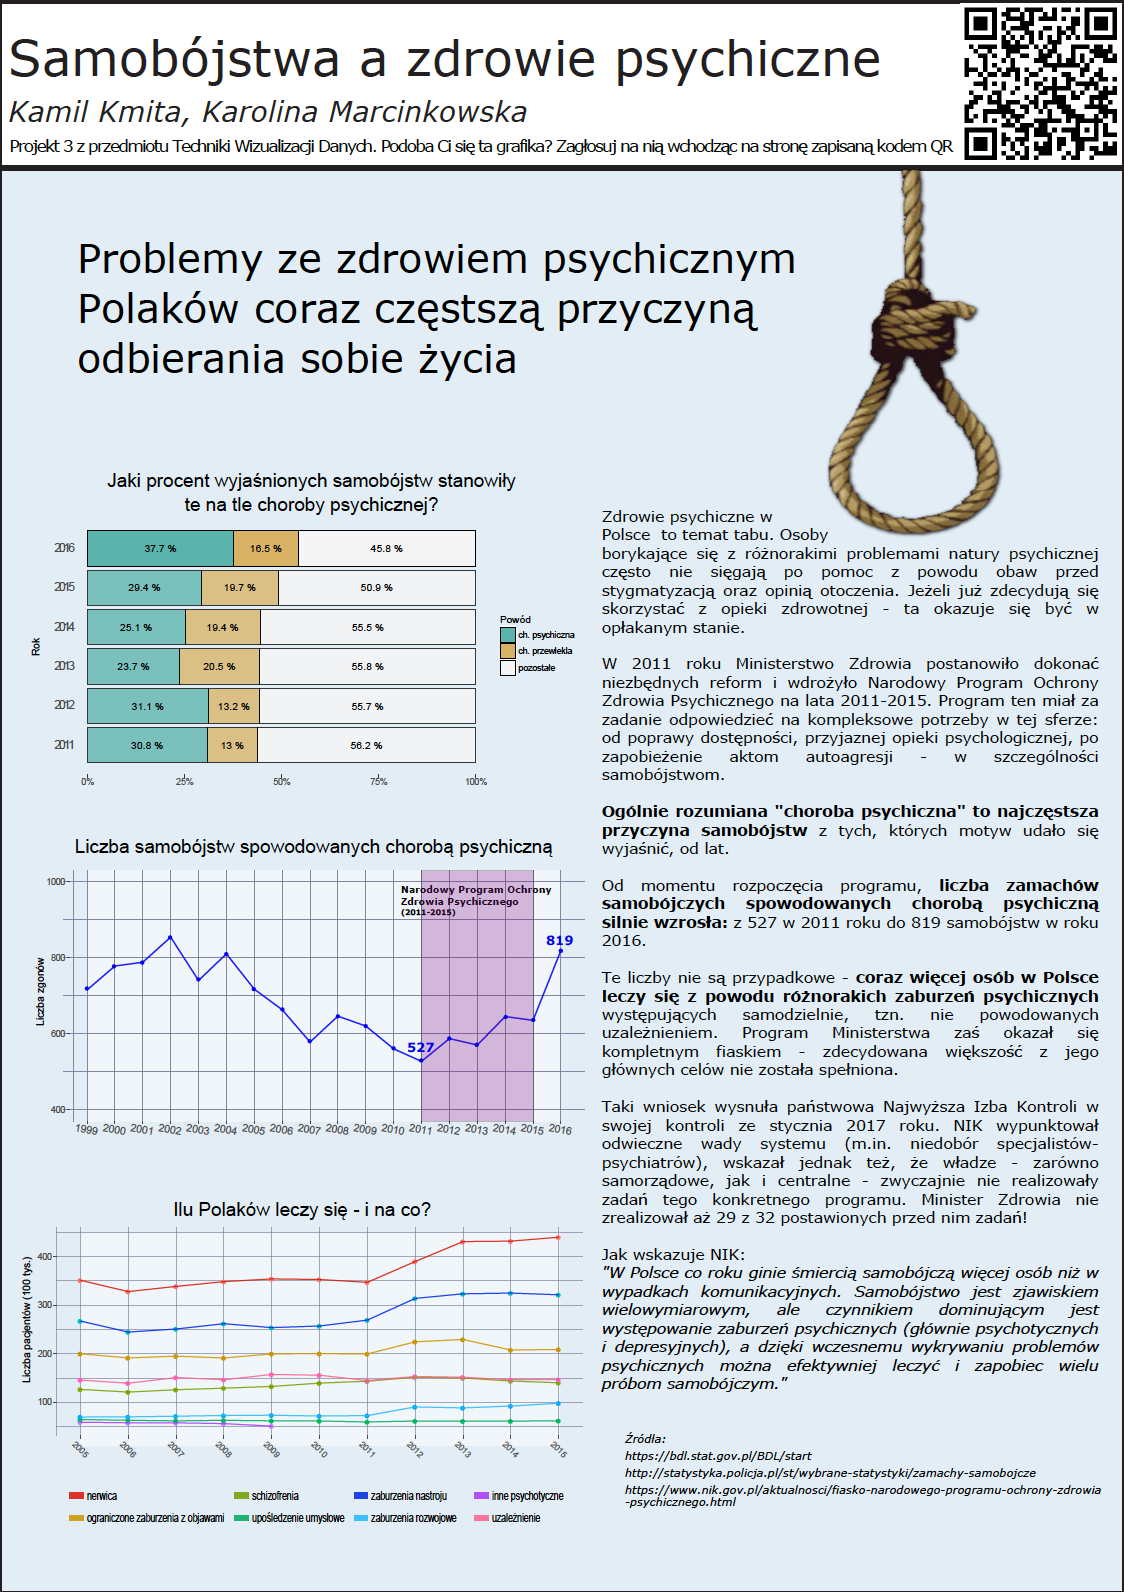 Samobójstwa a zdrowie psychiczne
Kamil Kmita, Karolina Marcinkowska
Projekt 3 z przedmiotu Techniki Wizualizacji Danych. Podoba Ci się ta grafika? Zagłosuj na nią wchodząc na stronę zapisaną kodem QR
Problemy ze zdrowiem psychicznym
Polaków coraz częstszą przyczyną
odbierania sobie życia
Jaki procent wyjaśnionych samobójstw stanowiły
te na tle choroby psychicznej?
Rok
2016 37.7 % 16.5 % 45.8 %
2015 29.4 % 19.7 % 50.9 %
2014 25.1 % 19.4 % 55.5 %
2013 23.7 % 20.5 % 55.8 %
2012 31.1 % 13.2 % 55.7 %
2011 30.8 % 13 % 56.2 %
0% 25% 50% 75% 100%
Powód
ch. psychiczna
ch. przewlekla
pozostałe
Liczba samobójstw spowodowanych chorobą psychiczną
Liczba zgonów
1000
800
600
400
Narodowy Program Ochrony
Zdrowia Psychicznego
(2011-2015)
819
527
1999 2000 2001 2002 2003 2004 2005 2006 2007 2008 2009 2010 2011 2012 2013 2014 2015 2016
Ilu Polaków leczy się - i na co?
Liczba pacjentów (100 tys.)
400
300
200
100
2005 2006 2007 2008 2009 2010 2011 2012 2013 2014 2015
nerwica schizofrenia zaburzenia nastroju inne psychotyczne
ograniczone zaburzenia z objawami upośledzenie umysłowe zaburzenia rozwojowe uzależnienie
Zdrowie psychiczne w
Polsce to temat tabu. Osoby
borykające się z różnorakimi problemami natury psychicznej
często nie sięgają po pomoc z powodu obaw przed
stygmatyzacją oraz opinią otoczenia. Jeżeli już zdecydują się
skorzystać z opieki zdrowotnej - ta okazuje się być w
opłakanym stanie.
W 2011 roku Ministerstwo Zdrowia postanowiło dokonać
niezbędnych reform i wdrożyło Narodowy Program Ochrony
Zdrowia Psychicznego na lata 2011-2015. Program ten miał za
zadanie odpowiedzieć na kompleksowe potrzeby w tej sferze:
od poprawy dostępności, przyjaznej opieki psychologicznej, po
zapobieżenie aktom autoagresji - w szczególności
samobójstwom.
Ogólnie rozumiana "choroba psychiczna" to najczęstsza
przyczyna samobójstw z tych, których motyw udało się
wyjaśnić, od lat.
Od momentu rozpoczęcia programu, liczba zamachów
samobójczych spowodowanych chorobą psychiczną
silnie wzrosła: z 527 w 2011 roku do 819 samobójstw w roku
2016.
Te liczby nie są przypadkowe - coraz więcej osób w Polsce
leczy się z powodu różnorakich zaburzeń psychicznych
występujących samodzielnie, tzn. nie powodowanych
uzależnieniem. Program Ministerstwa zaś okazał się
kompletnym fiaskiem - zdecydowana większość z jego
głównych celów nie została spełniona.
Taki wniosek wysnuła państwowa Najwyższa Izba Kontroli w
swojej kontroli ze stycznia 2017 roku. NIK wypunktował
odwieczne wady systemu (m.in. niedobór specjalistów-
psychiatrów), wskazał jednak też, że władze - zarówno
samorządowe, jak i centralne - zwyczajnie nie realizowały
zadań tego konkretnego programu. Minister Zdrowia nie
zrealizował aż 29 z 32 postawionych przed nim zadań!
Jak wskazuje NIK:
"W Polsce co roku ginie śmiercią samobójczą więcej osób niż w
wypadkach komunikacyjnych. Samobójstwo jest zjawiskiem
wielowymiarowym, ale czynnikiem dominującym jest
występowanie zaburzeń psychicznych (głównie psychotycznych
i depresyjnych), a dzięki wczesnemu wykrywaniu problemów
psychicznych można efektywniej leczyć i zapobiec wielu
próbom samobójczym."
Źródła:
https://bdl.stat.gov.pl/BDL/start
http://statystyka.policja.pl/st/wybrane-statystyki/zamachy-samobojcze
https://www.nik.gov.pl/aktualnosci/fiasko-narodowego-programu-ochrony-zdrowia
-psychicznego.html